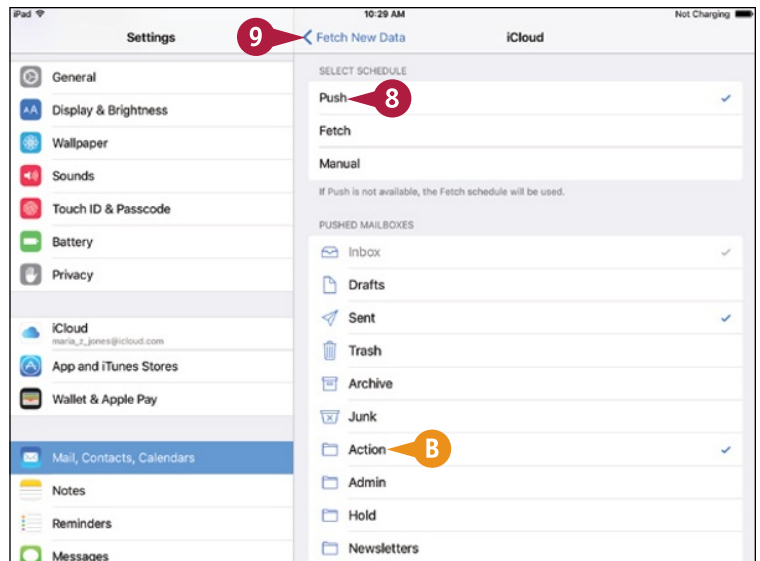 iPad 10:29 AM Not Charging
Settings
9
Fetch New Data
iCloud
General
Display & Brightness
Wallpaper
Sounds
Touch ID & Passcode
Battery
Privacy
iCloud
maria_z_jones@icloud.com
App and iTunes Stores
Wallet & Apple Pay
Mail, Contacts, Calendars
Notes
Reminders
Messages
SELECT SCHEDULE
Push
8
Fetch
Manual
If Push is not available, the Fetch schedule will be used.
PUSHED MAILBOXES
Inbox
Drafts
Sent
Trash
Archive
Junk
Action
B
Admin
Hold
Newsletters